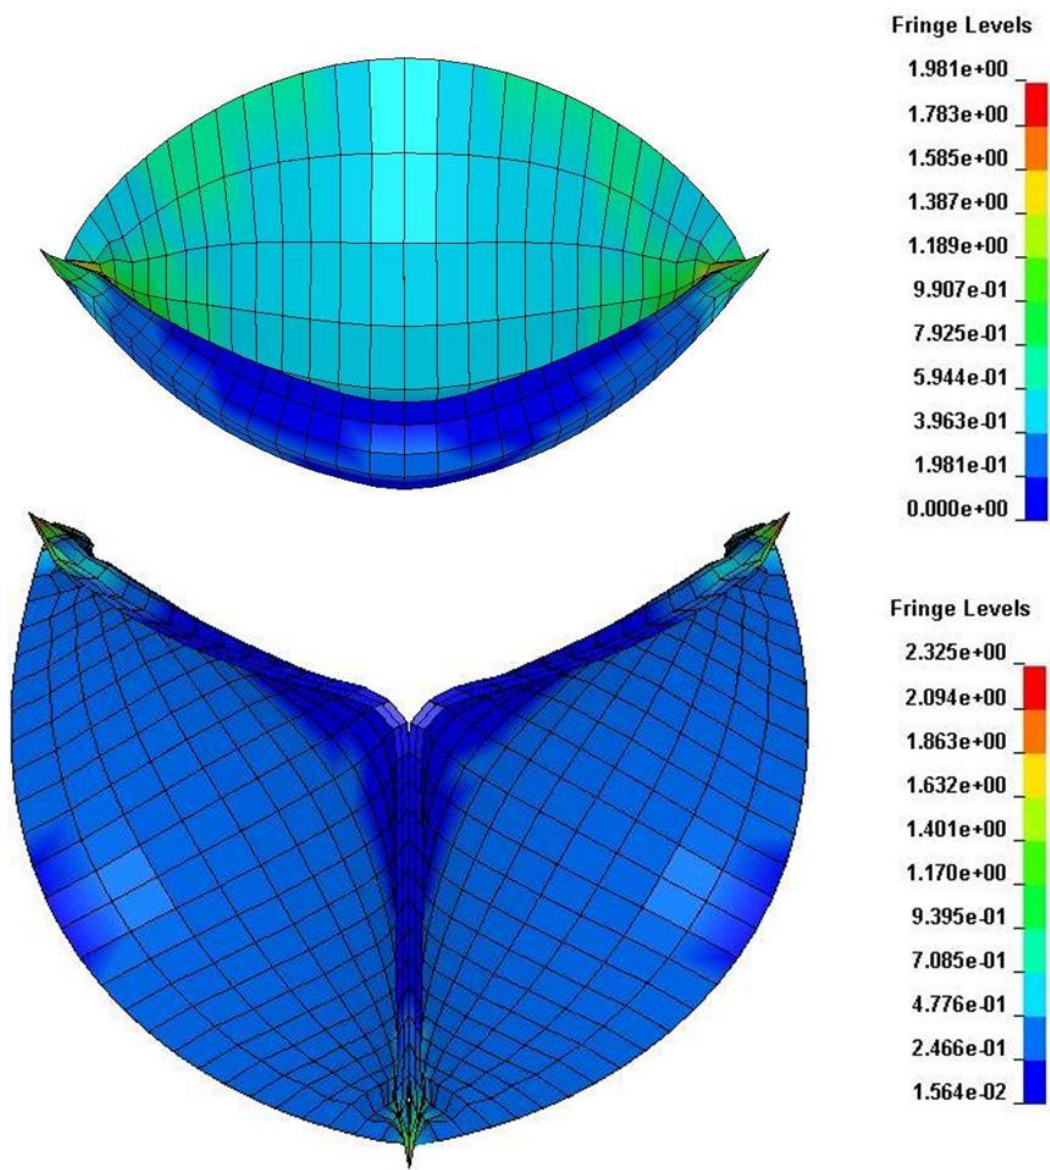 Fringe Levels
1.981e+00
1.783e+00
1.585e+00
1.387e+00
1.189e+00
9.907e-01
7.925e-01
5.944e-01
3.963e-01
1.981e-01
0.000e+00
Fringe Levels
2.325e+00
2.094e+00
1.863e+00
1.632e+00
1.401e+00
1.170e+00
9.395e-01
7.085e-01
4.776e-01
2.466e-01
1.564e-02